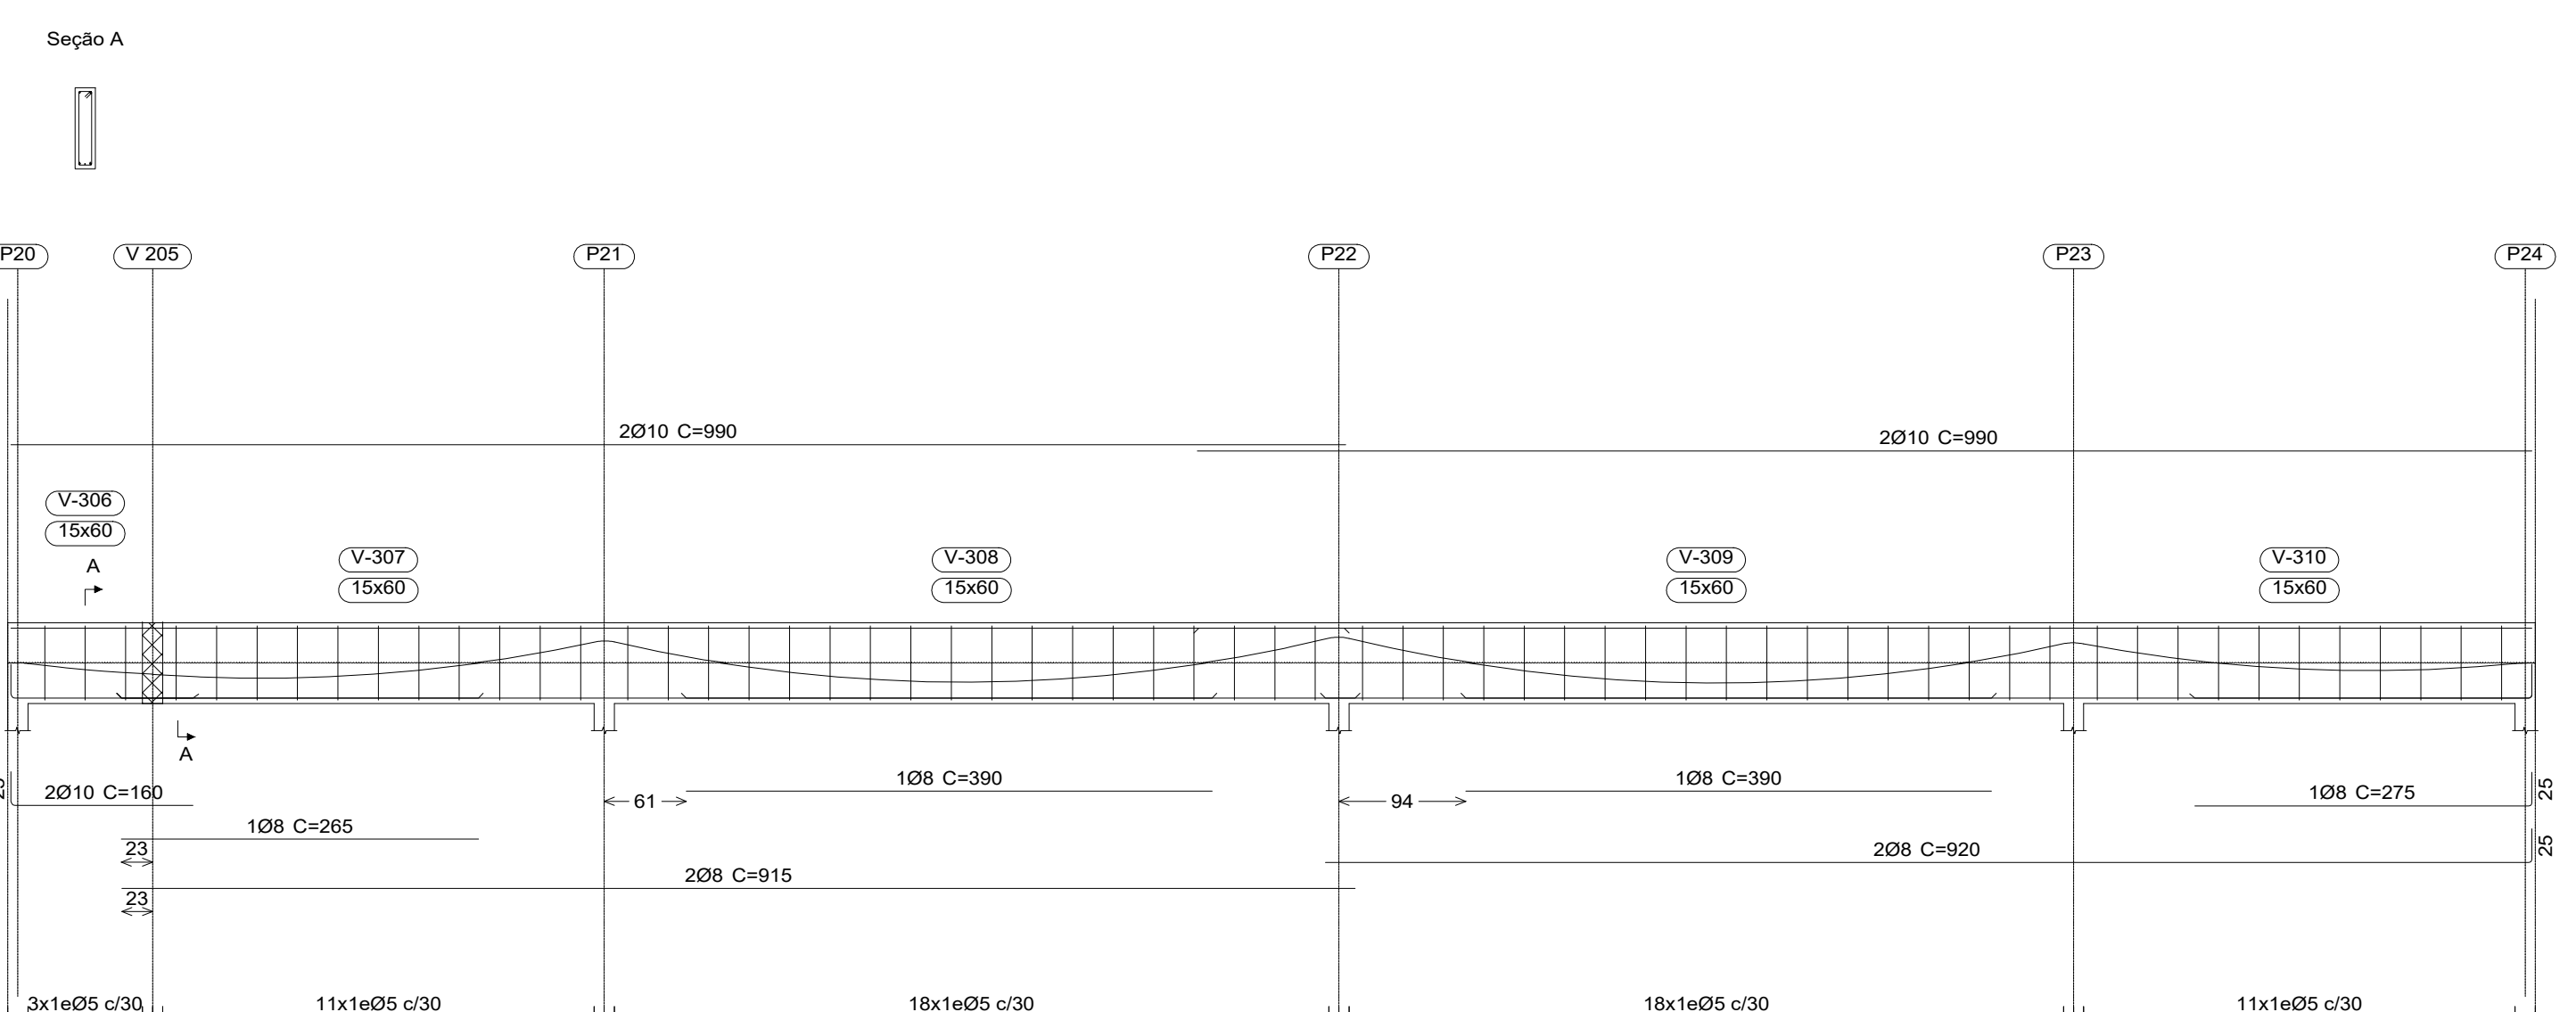 Seção A
P20
V 205
P21
P22
P23
P24
2Ø10 C=990
2Ø10 C=990
V-306
15x60
A
V-307
15x60
V-308
15x60
V-309
15x60
V-310
15x60
A
2Ø10 C=160
61
1Ø8 C=390
94
1Ø8 C=390
1Ø8 C=275
25
1Ø8 C=265
23
2Ø8 C=920
25
2Ø8 C=915
23
3x1eØ5 c/30
11x1eØ5 c/30
18x1eØ5 c/30
18x1eØ5 c/30
11x1eØ5 c/30